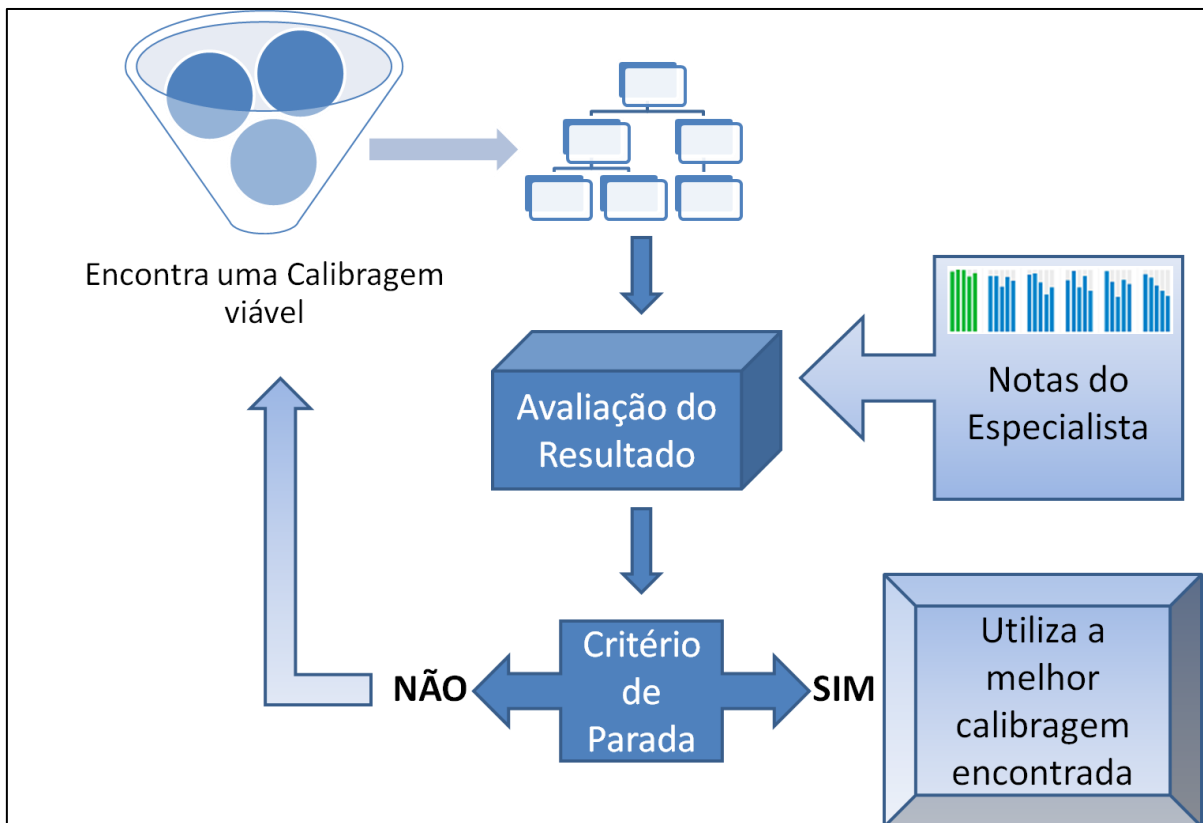 Encontra uma Calibragem
viável
Notas do
Especialista
Avaliação do
Resultado
Critério
de
Parada
NÃO
SIM
Utiliza a
melhor
calibragem
encontrada